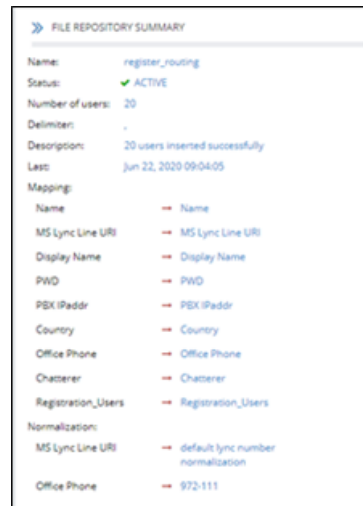 FILE REPOSITORY SUMMARY
Name: register_routing
Status: ACTIVE
Number of users: 20
Delimiter: ,
Description: 20 users inserted successfully
Last: Jun 22, 2020 09:04:05
Mapping:
Name → Name
MS Lync Line URI → MS Lync Line URI
Display Name → Display Name
PWD → PWD
PBX IPaddr → PBX IPaddr
Country → Country
Office Phone → Office Phone
Chatterer → Chatterer
Registration_Users → Registration_Users
Normalization:
MS Lync Line URI → default lync number
normalization
Office Phone → 972-111